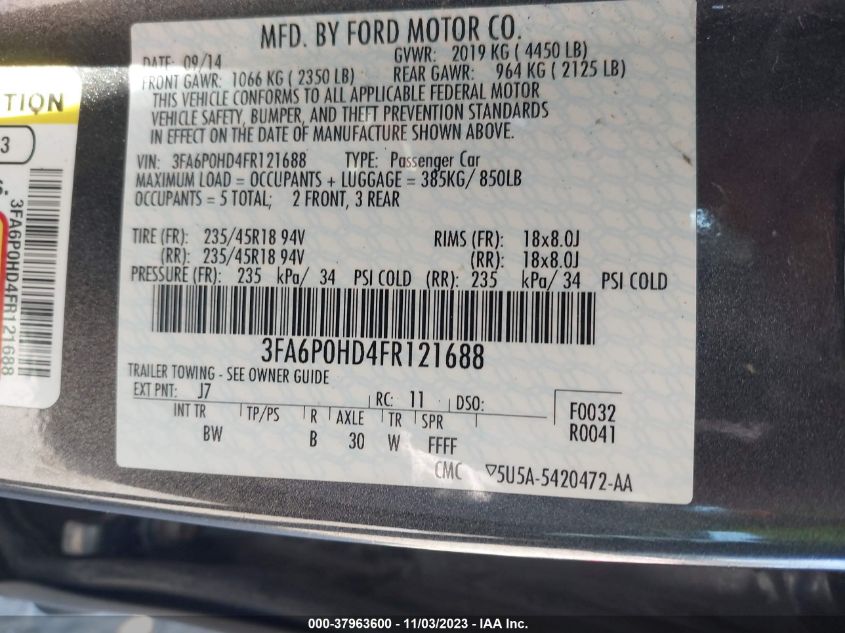 MFD. BY FORD MOTOR CO.
DATE: 09/14 GVWR: 2019 KG ( 4450 LB)
FRONT GAWR: 1066 KG ( 2350 LB) REAR GAWR: 964 KG ( 2125 LB)
THIS VEHICLE CONFORMS TO ALL APPLICABLE FEDERAL MOTOR
VEHICLE SAFETY, BUMPER, AND THEFT PREVENTION STANDARDS
IN EFFECT ON THE DATE OF MANUFACTURE SHOWN ABOVE.
VIN: 3FA6P0HD4FR121688 TYPE: Passenger Car
MAXIMUM LOAD = OCCUPANTS + LUGGAGE = 385KG/ 850LB
OCCUPANTS = 5 TOTAL; 2 FRONT, 3 REAR
TIRE (FR): 235/45R18 94V RIMS (FR): 18x8.0J
(RR): 235/45R18 94V (RR): 18x8.0J
PRESSURE (FR): 235 kPa/ 34 PSI COLD (RR): 235 kPa/ 34 PSI COLD
3FA6P0HD4FR121688
TRAILER TOWING - SEE OWNER GUIDE
EXT PNT: J7 RC: 11 DSO:
INT TR TP/PS R AXLE TR SPR
BW B 30 W FFFF
F0032
R0041
CMC ▽5U5A-5420472-AA
TION
3
3FA6P0HD4FR121688
000-37963600 - 11/03/2023 - IAA Inc.